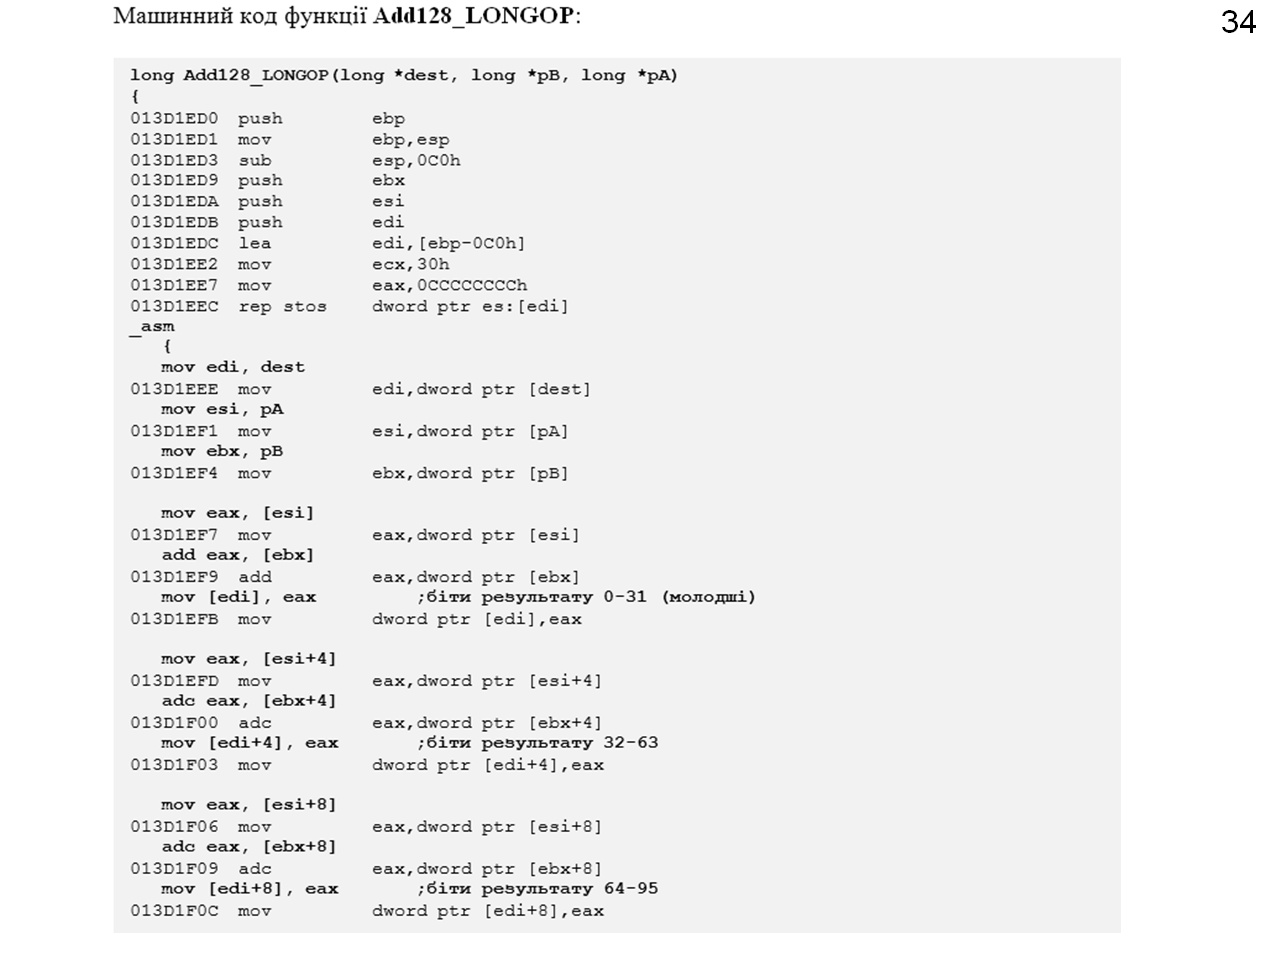 Машинний код функції Add128_LONGOP:
34
long Add128_LONGOP(long *dest, long *pB, long *pA)
{
013D1ED0 push ebp
013D1ED1 mov ebp,esp
013D1ED3 sub esp,0C0h
013D1ED9 push ebx
013D1EDA push esi
013D1EDB push edi
013D1EDC lea edi,[ebp-0C0h]
013D1EE2 mov ecx,30h
013D1EE7 mov eax,0CCCCCCCCh
013D1EEC rep stos dword ptr es:[edi]
_asm
{
mov edi, dest
013D1EEE mov edi,dword ptr [dest]
mov esi, pA
013D1EF1 mov esi,dword ptr [pA]
mov ebx, pB
013D1EF4 mov ebx,dword ptr [pB]
mov eax, [esi]
013D1EF7 mov eax,dword ptr [esi]
add eax, [ebx]
013D1EF9 add eax,dword ptr [ebx]
mov [edi], eax ;біти результату 0-31 (молодші)
013D1EFB mov dword ptr [edi],eax
mov eax, [esi+4]
013D1EFD mov eax,dword ptr [esi+4]
adc eax, [ebx+4]
013D1F00 adc eax,dword ptr [ebx+4]
mov [edi+4], eax ;біти результату 32-63
013D1F03 mov dword ptr [edi+4],eax
mov eax, [esi+8]
013D1F06 mov eax,dword ptr [esi+8]
adc eax, [ebx+8]
013D1F09 adc eax,dword ptr [ebx+8]
mov [edi+8], eax ;біти результату 64-95
013D1F0C mov dword ptr [edi+8],eax